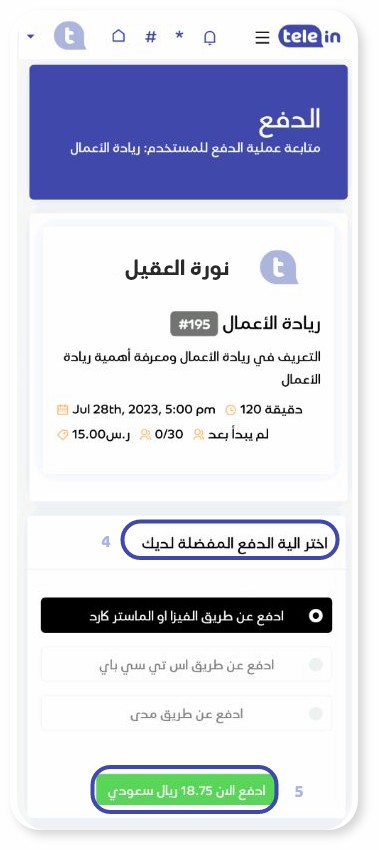 telein
* #
t
الدفع
متابعة عملية الدفع للمستخدم: ريادة الأعمال
t نورة العقيل
ريادة الأعمال #195
التعريف في ريادة الأعمال ومعرفة أهمية ريادة
الأعمال
Jul 28th, 2023, 5:00 pm 120 دقيقة
15.00ر.س 0/30 لم يبدأ بعد
اختر الية الدفع المفضلة لديك 4
ادفع عن طريق الفيزا او الماستر كارد
ادفع عن طريق اس تي سي باي
ادفع عن طريق مدى
5 ادفع الان 18.75 ريال سعودي